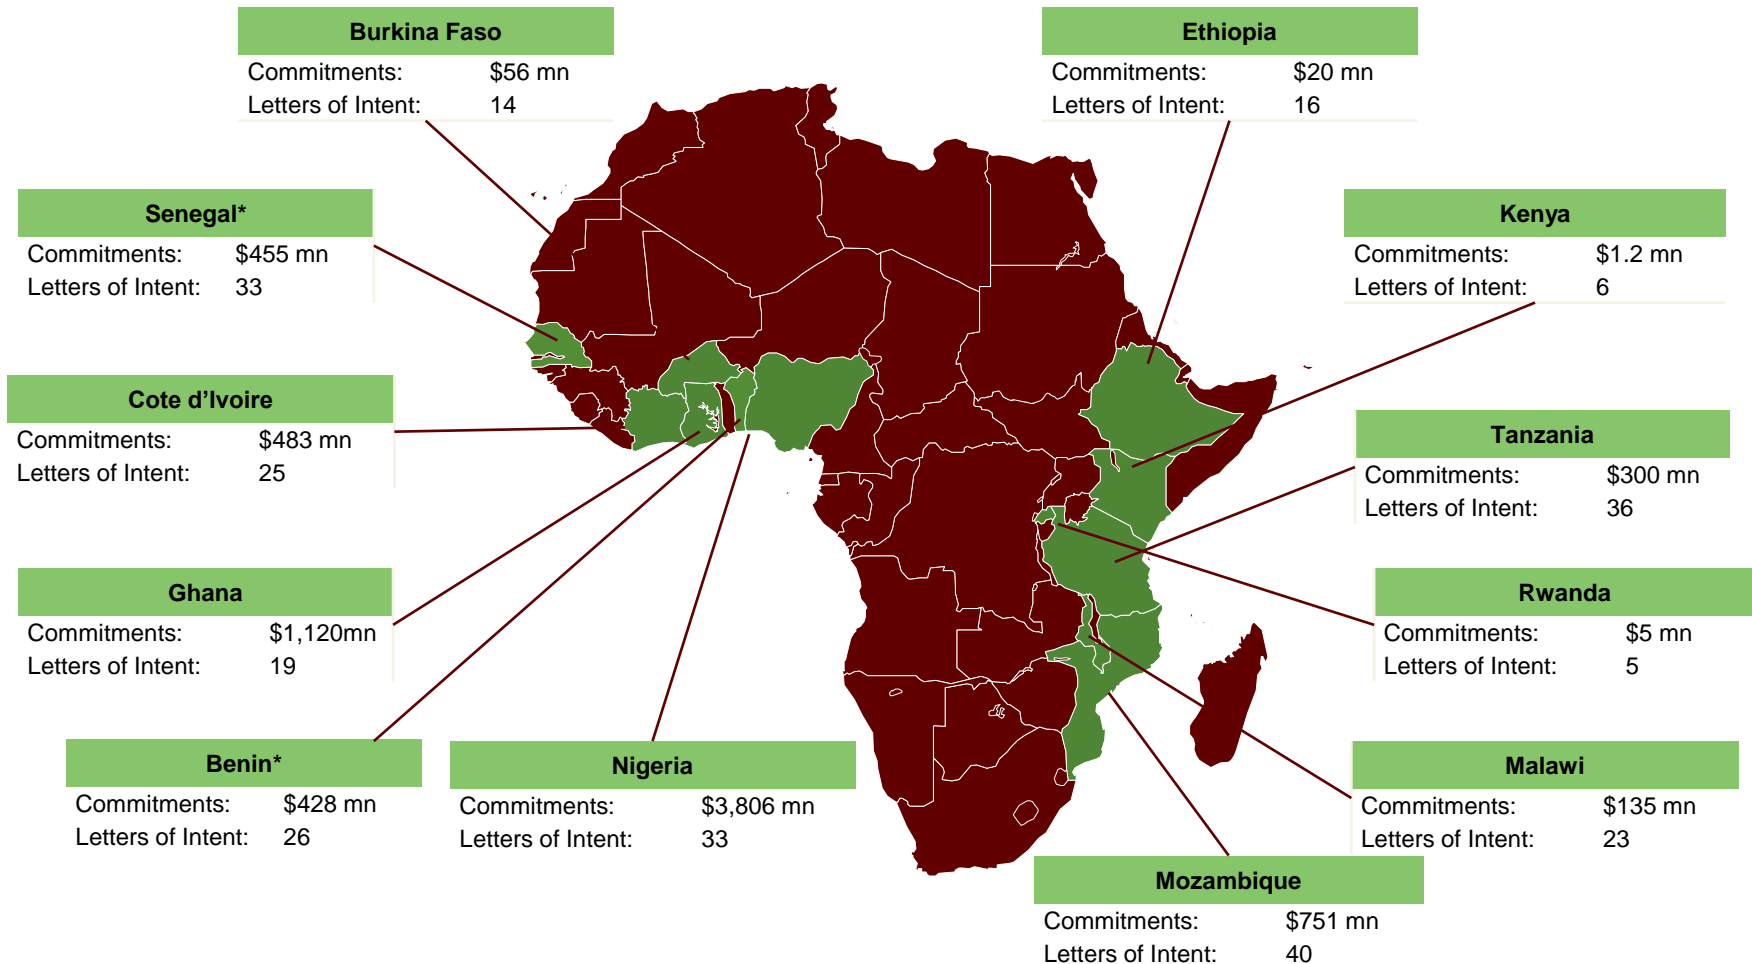 Burkina Faso
Commitments: $56 mn
Letters of Intent: 14
Ethiopia
Commitments: $20 mn
Letters of Intent: 16
Senegal*
Commitments: $455 mn
Letters of Intent: 33
Kenya
Commitments: $1.2 mn
Letters of Intent: 6
Cote d’Ivoire
Commitments: $483 mn
Letters of Intent: 25
Tanzania
Commitments: $300 mn
Letters of Intent: 36
Ghana
Commitments: $1,120mn
Letters of Intent: 19
Rwanda
Commitments: $5 mn
Letters of Intent: 5
Benin*
Commitments: $428 mn
Letters of Intent: 26
Nigeria
Commitments: $3,806 mn
Letters of Intent: 33
Malawi
Commitments: $135 mn
Letters of Intent: 23
Mozambique
Commitments: $751 mn
Letters of Intent: 40